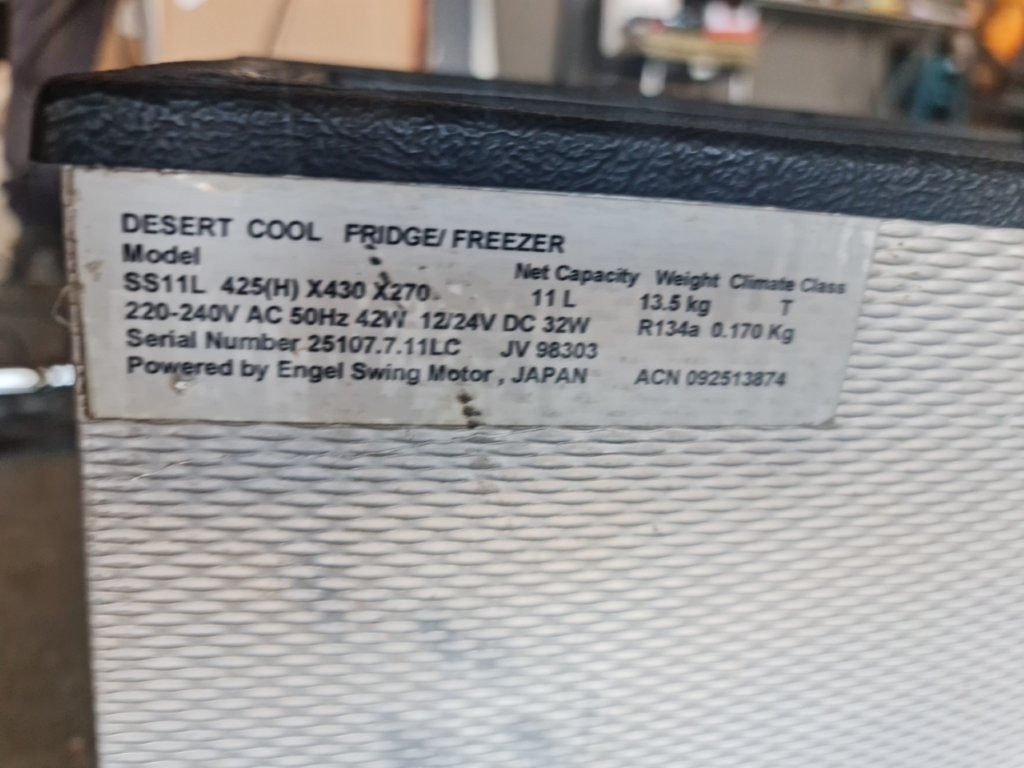 DESERT COOL FRIDGE/ FREEZER
Model Net Capacity Weight Climate Class
SS11L 425(H) X430 X270 11 L 13.5 kg T
220-240V AC 50Hz 42W 12/24V DC 32W R134a 0.170 Kg
Serial Number 25107.7.11LC JV 98303
Powered by Engel Swing Motor , JAPAN ACN 092513874